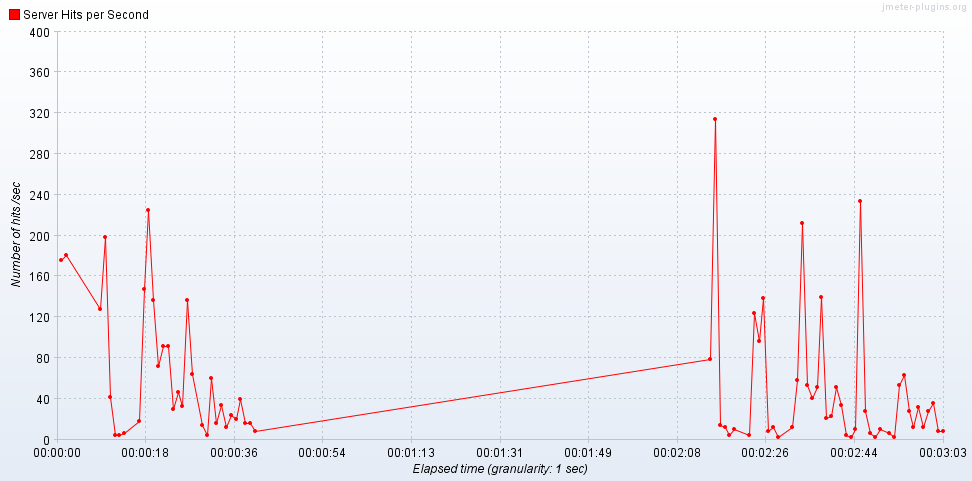 jmeter-plugins.org
Server Hits per Second
400
360
320
280
240
200
160
120
80
40
0
Number of hits /sec
00:00:00 00:00:18 00:00:36 00:00:54 00:01:13 00:01:31 00:01:49 00:02:08 00:02:26 00:02:44 00:03:03
Elapsed time (granularity: 1 sec)